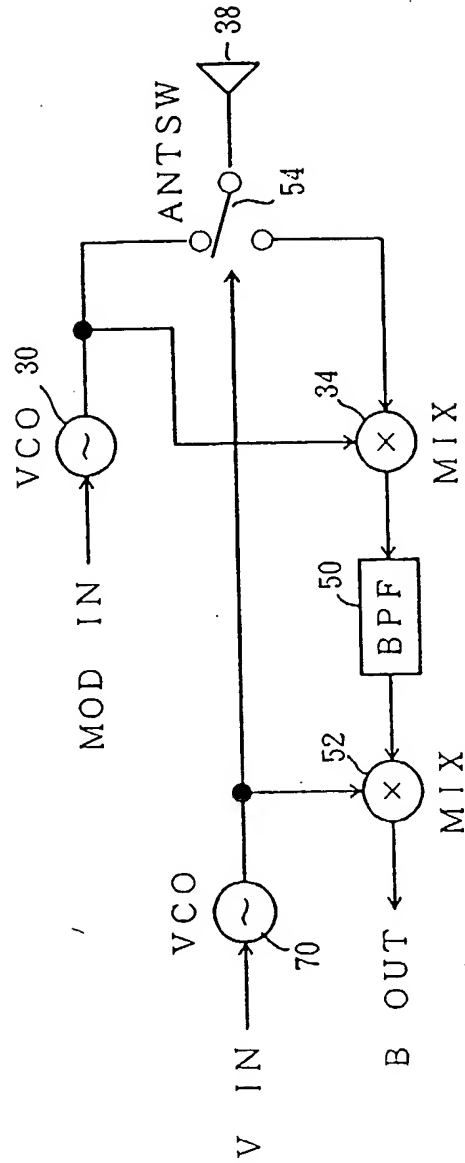 38
ANTSW
54
VCO 30
MOD IN
34
MIX
50
BPF
52
MIX
VCO
70
V IN
B OUT